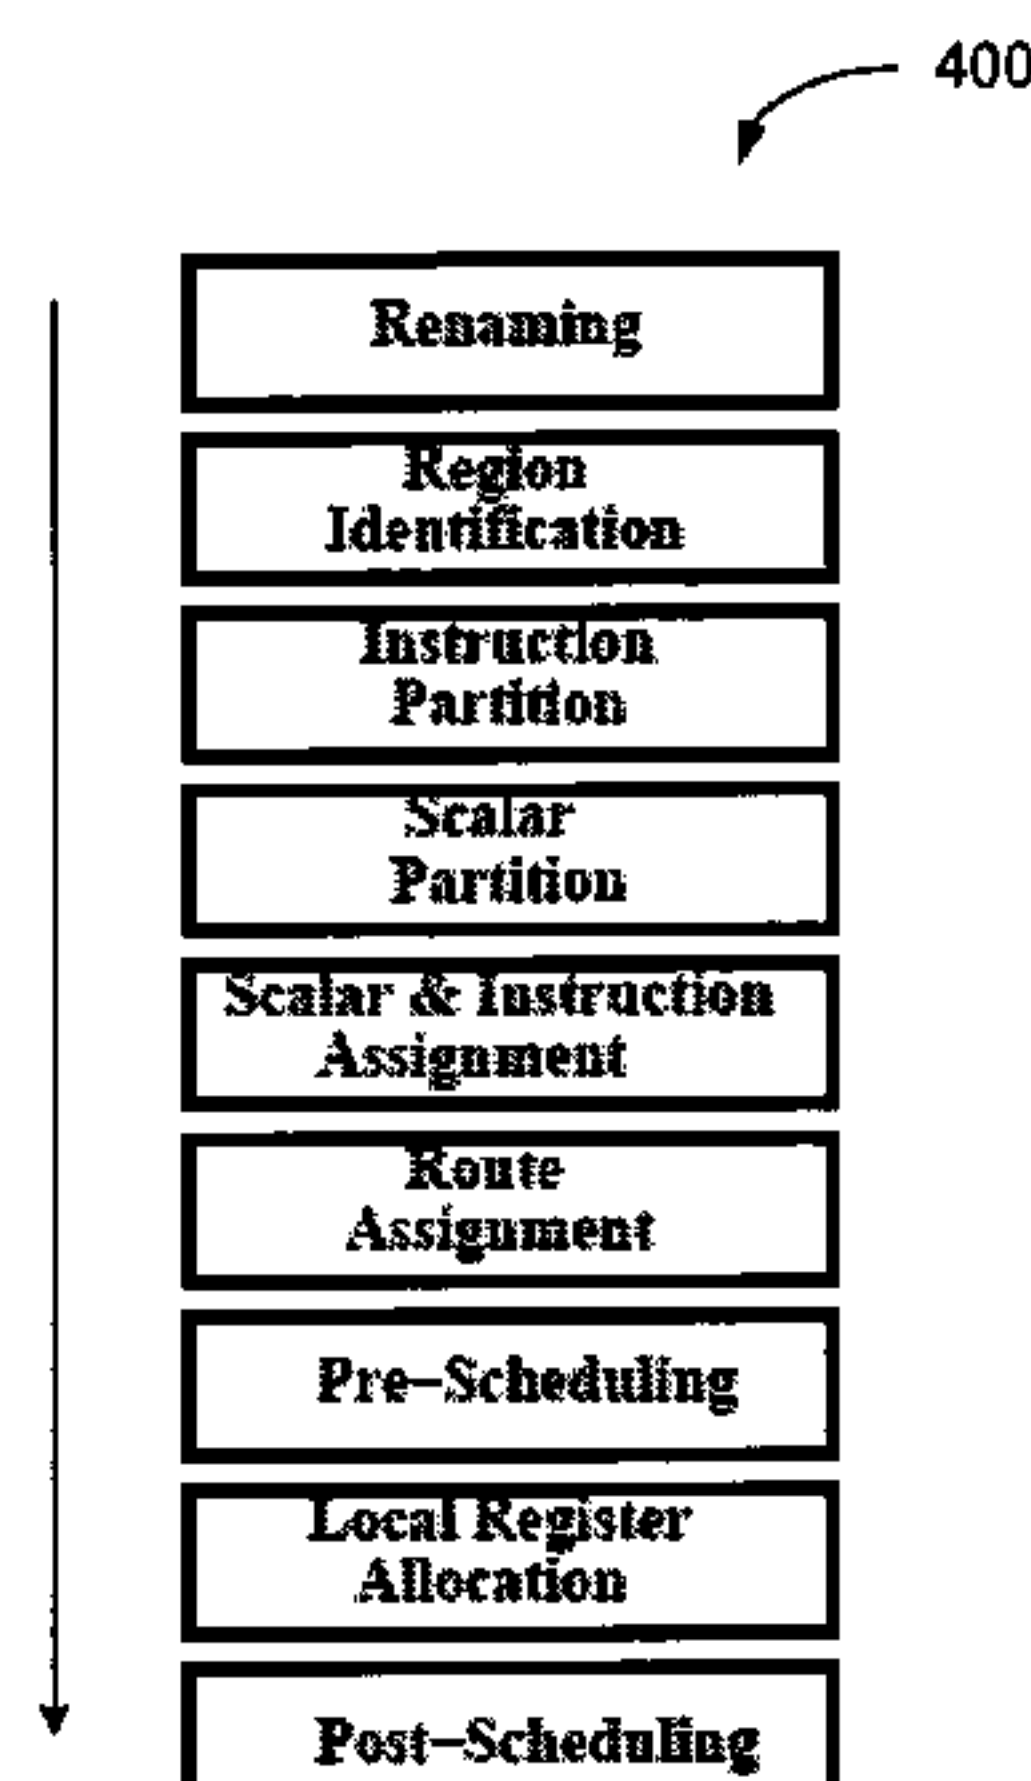 400
Renaming
Region
Identification
Instruction
Partition
Scalar
Partition
Scalar & Instruction
Assignment
Route
Assignment
Pre-Scheduling
Local Register
Allocation
Post-Scheduling